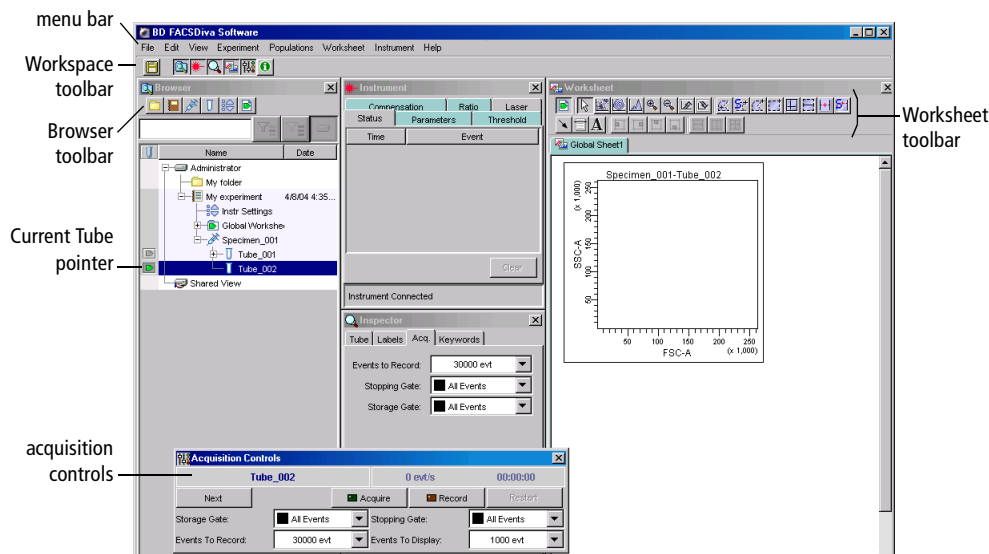 menu bar
Workspace
toolbar
Browser
toolbar
Current Tube
pointer
acquisition
controls
Worksheet
toolbar
BD FACSDiva Software
File Edit View Experiment Populations Worksheet Instrument Help
Browser
Name Date
Administrator
My folder
My experiment 4/8/04 4:35...
Instr Settings
Global Workshe
Specimen_001
Tube_001
Tube_002
Shared View
Instrument
Compensation Ratio Laser
Status Parameters Threshold
Time Event
Clear
Instrument Connected
Inspector
Tube Labels Acq. Keywords
Events to Record: 30000 evt
Stopping Gate: All Events
Storage Gate: All Events
Worksheet
A
Global Sheet1
Specimen_001-Tube_002
(x 1,000)
SSC-A
50 100 150 200 250
50 100 150 200 250
FSC-A (x 1,000)
Acquisition Controls
Tube_002 0 evt/s 00:00:00
Next Acquire Record Restart
Storage Gate: All Events Stopping Gate: All Events
Events To Record: 30000 evt Events To Display: 1000 evt